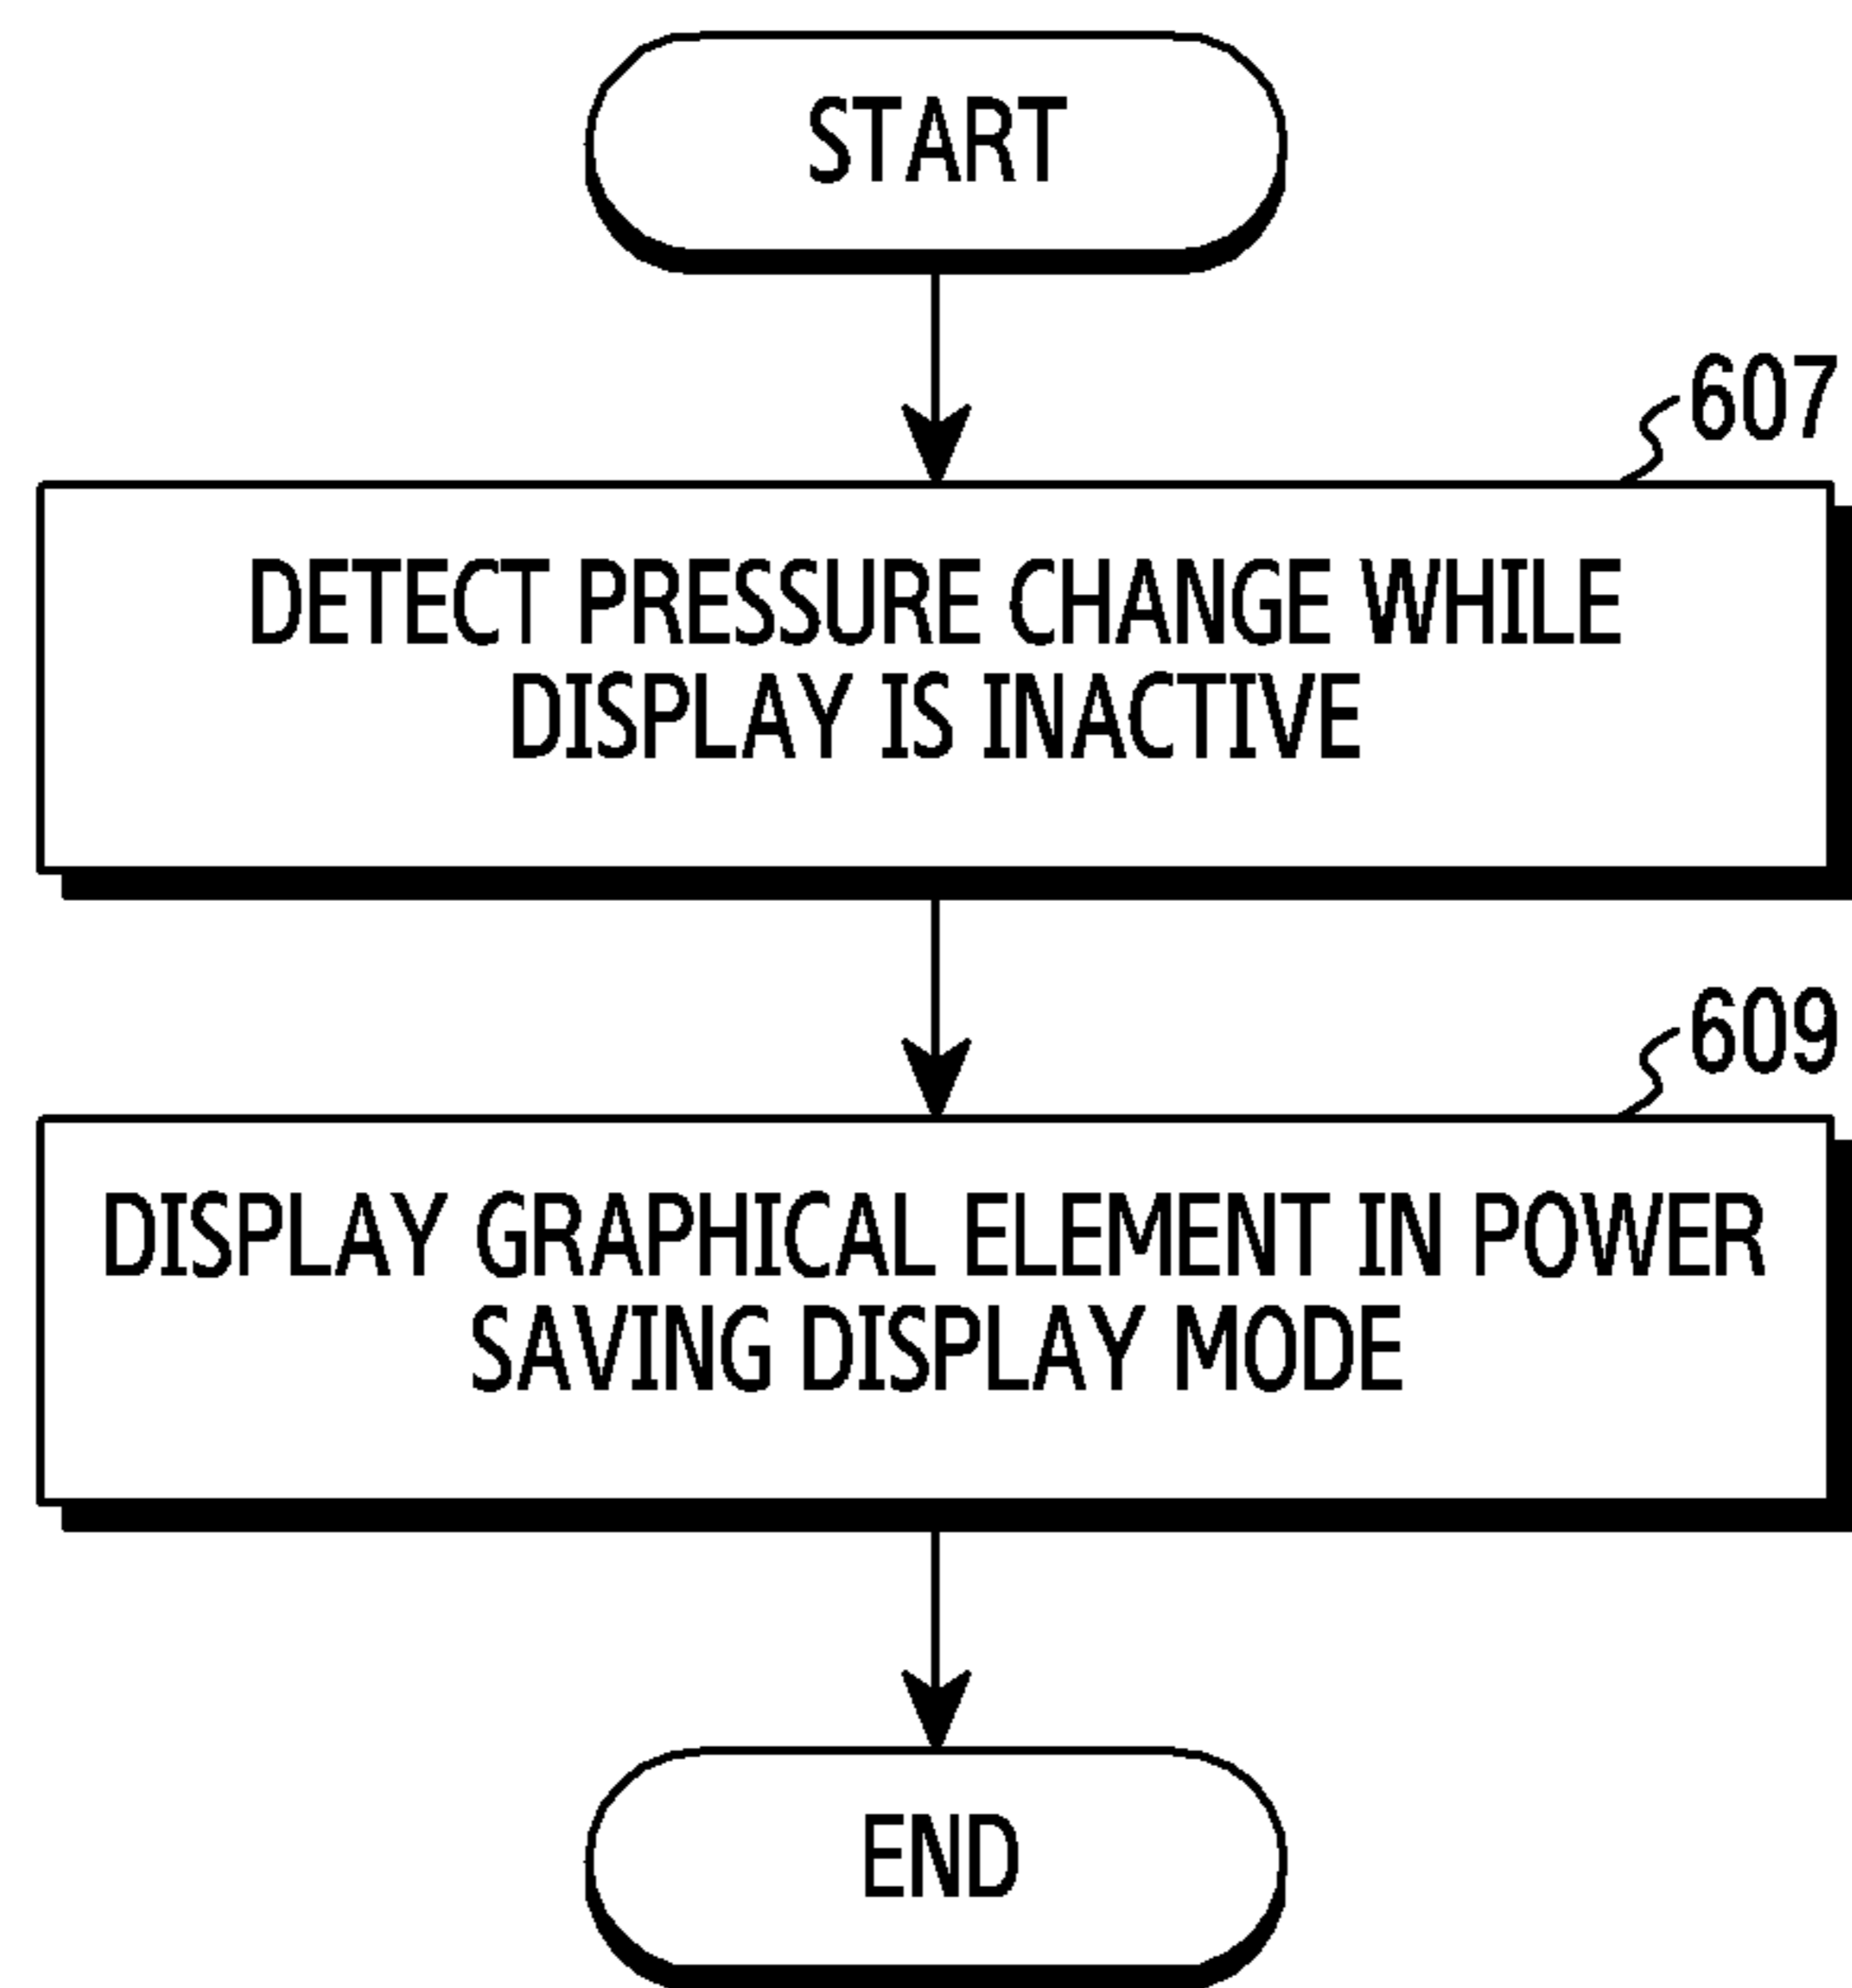 START
607
DETECT PRESSURE CHANGE WHILE
DISPLAY IS INACTIVE
609
DISPLAY GRAPHICAL ELEMENT IN POWER
SAVING DISPLAY MODE
END